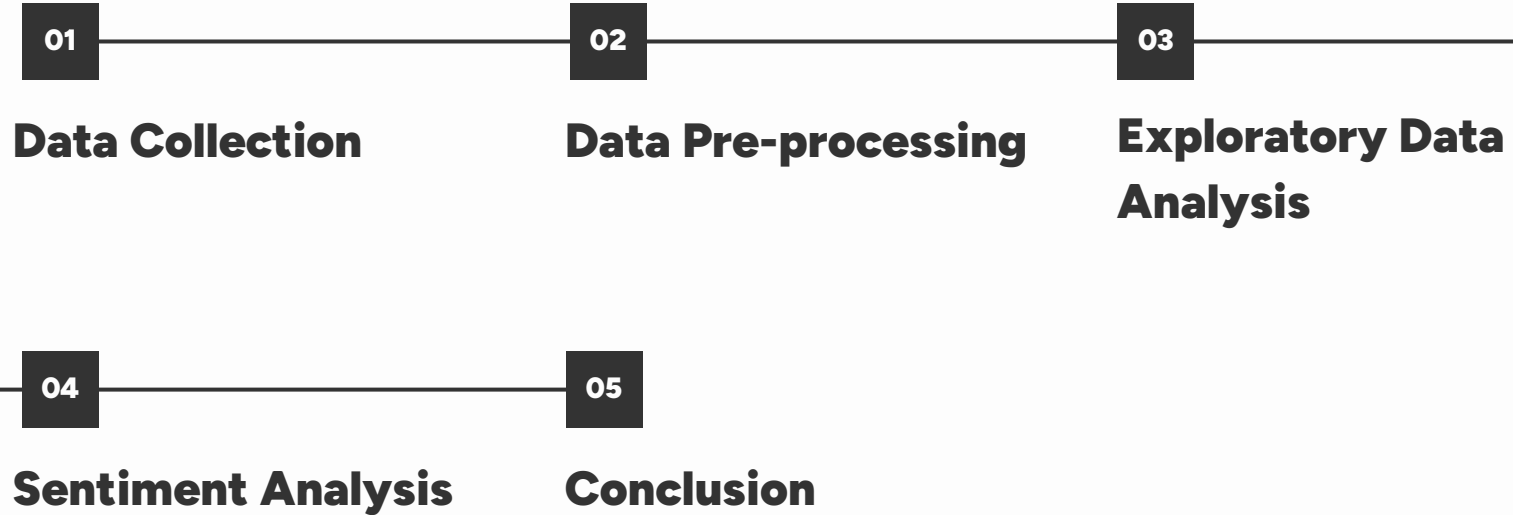 01
02
03
Data Collection
Data Pre-processing
Exploratory Data
Analysis
04
05
Sentiment Analysis
Conclusion